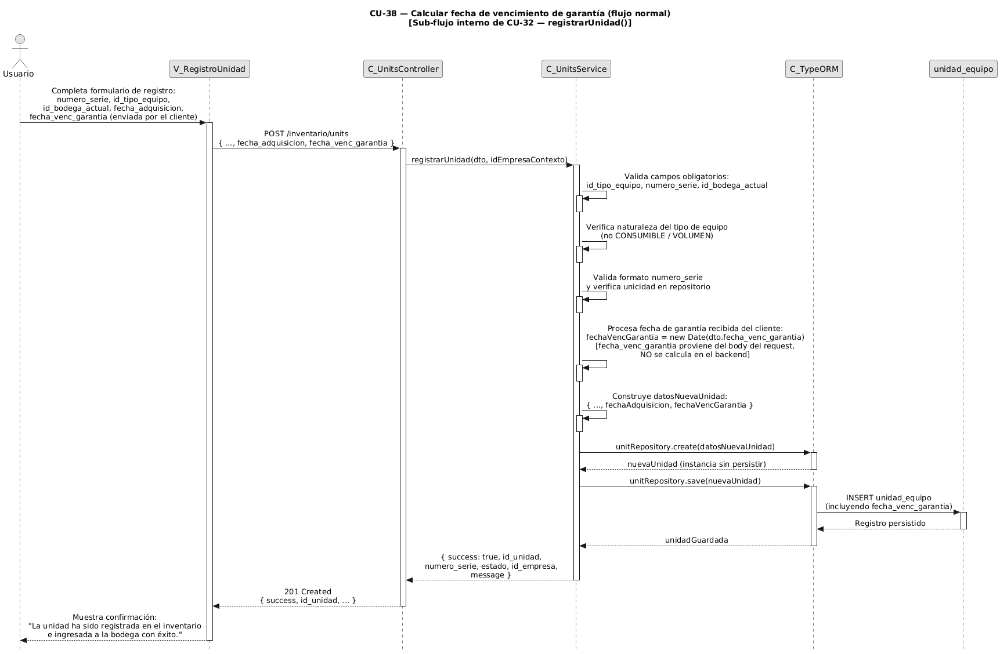 CU-38 — Calcular fecha de vencimiento de garantía (flujo normal)
[Sub-flujo interno de CU-32 — registrarUnidad()]
Usuario
V_RegistroUnidad
C_UnitsController
C_UnitsService
C_TypeORM
unidad_equipo
Completa formulario de registro:
numero_serie, id_tipo_equipo,
id_bodega_actual, fecha_adquisicion,
fecha_venc_garantia (enviada por el cliente)
POST /inventario/units
{ ..., fecha_adquisicion, fecha_venc_garantia }
registrarUnidad(dto, idEmpresaContexto)
Valida campos obligatorios:
id_tipo_equipo, numero_serie, id_bodega_actual
Verifica naturaleza del tipo de equipo
(no CONSUMIBLE / VOLUMEN)
Valida formato numero_serie
y verifica unicidad en repositorio
Procesa fecha de garantía recibida del cliente:
fechaVencGarantia = new Date(dto.fecha_venc_garantia)
[fecha_venc_garantia proviene del body del request,
NO se calcula en el backend]
Construye datosNuevaUnidad:
{ ..., fechaAdquisicion, fechaVencGarantia }
unitRepository.create(datosNuevaUnidad)
nuevaUnidad (instancia sin persistir)
unitRepository.save(nuevaUnidad)
INSERT unidad_equipo
(incluyendo fecha_venc_garantia)
Registro persistido
unidadGuardada
{ success: true, id_unidad,
numero_serie, estado, id_empresa,
message }
201 Created
{ success, id_unidad, ... }
Muestra confirmación:
"La unidad ha sido registrada en el inventario
e ingresada a la bodega con éxito."